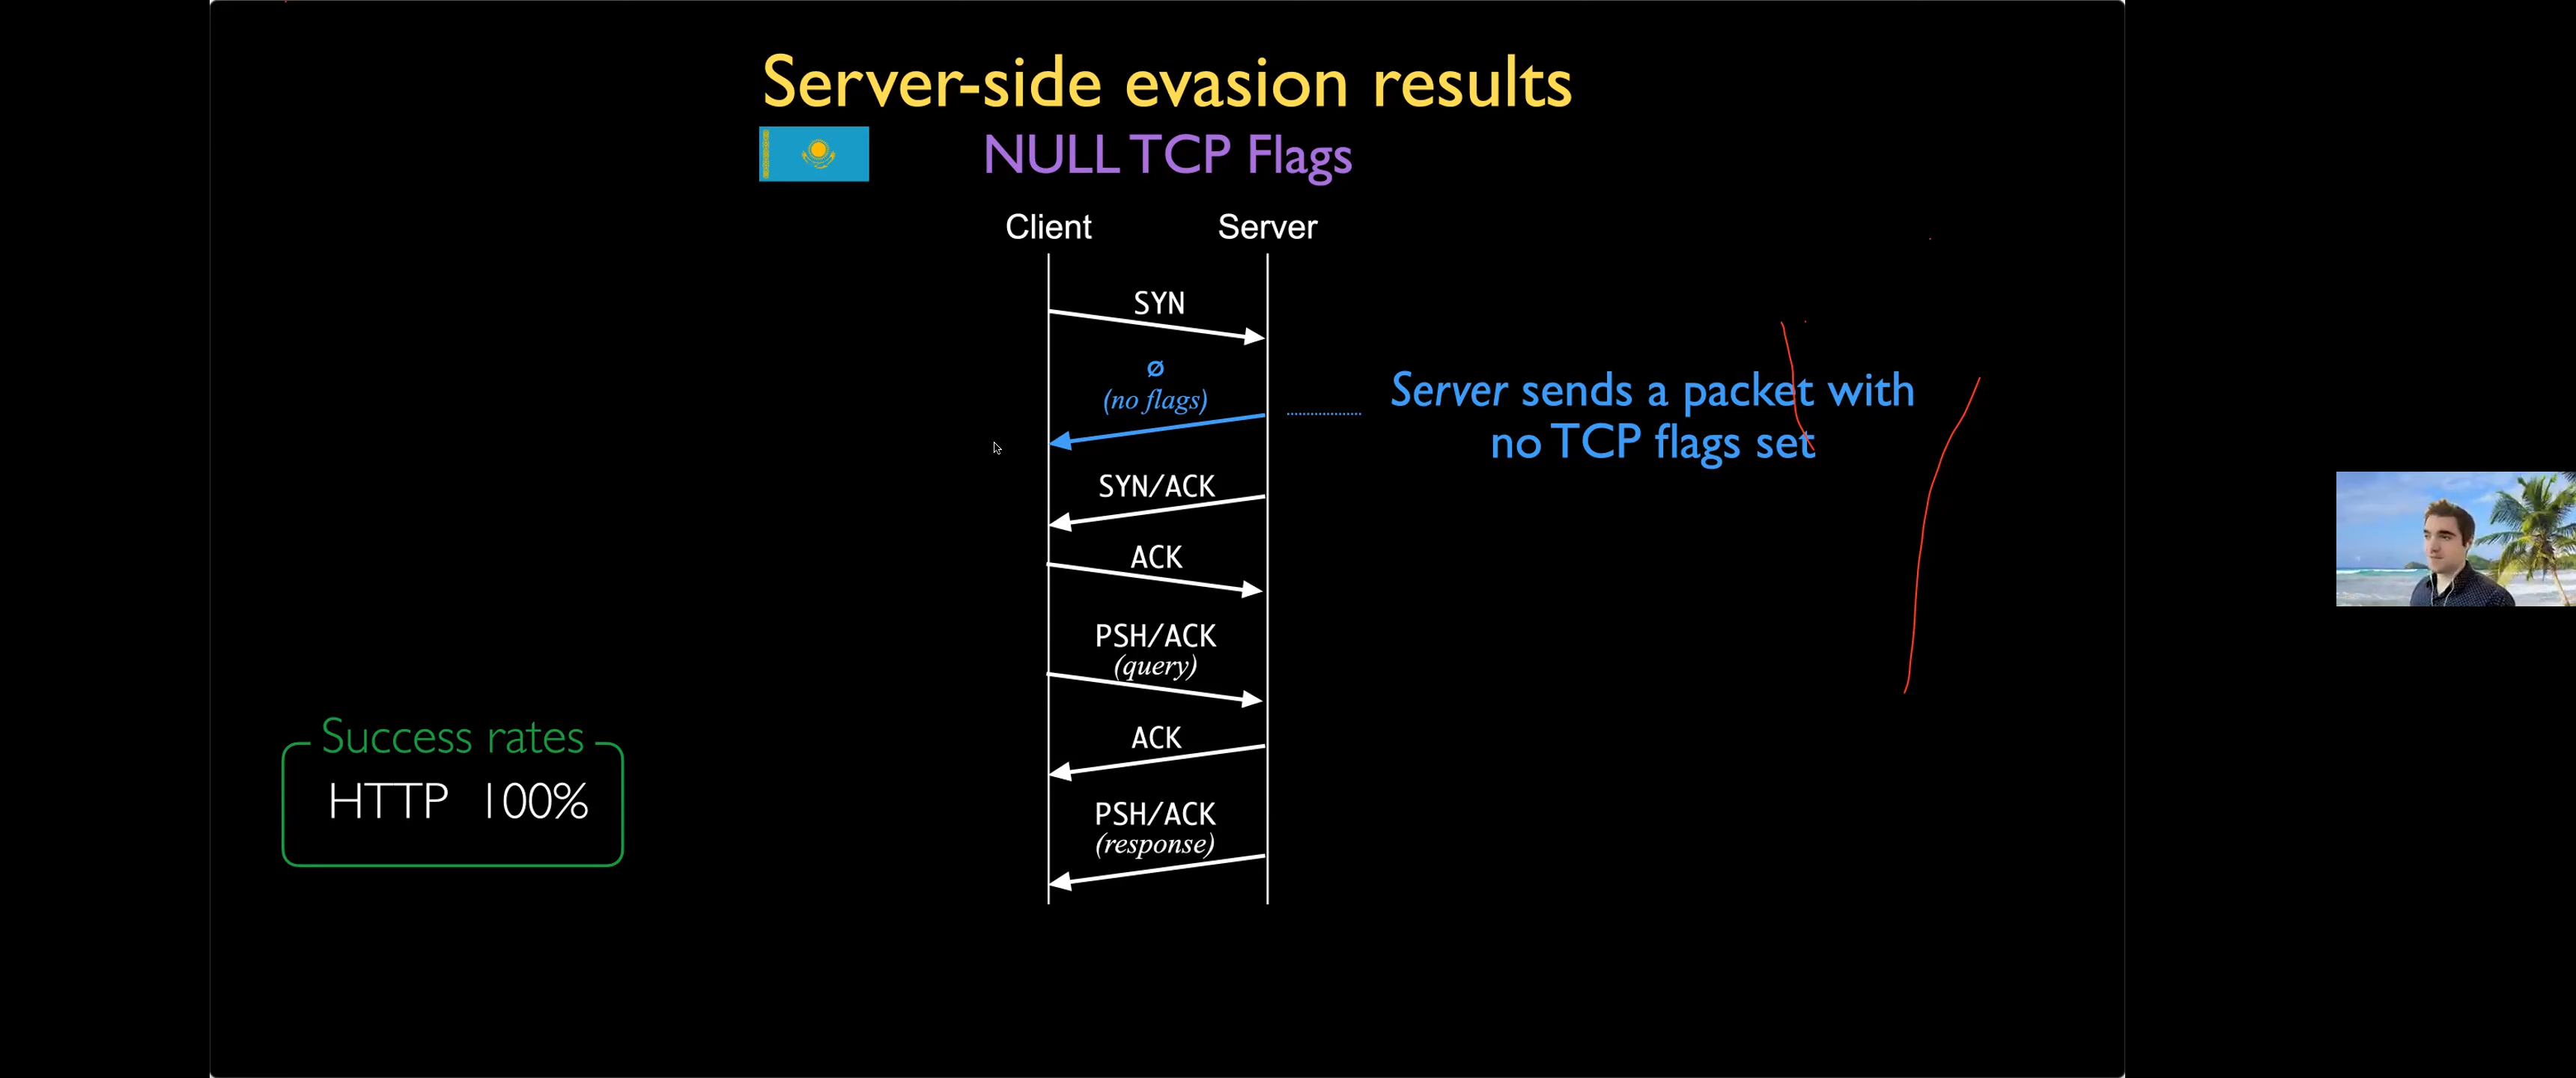 Server-side evasion results
NULL TCP Flags
Client Server
SYN
ø
(no flags)
Server sends a packet with
no TCP flags set
SYN/ACK
ACK
PSH/ACK
(query)
ACK
PSH/ACK
(response)
Success rates
HTTP 100%